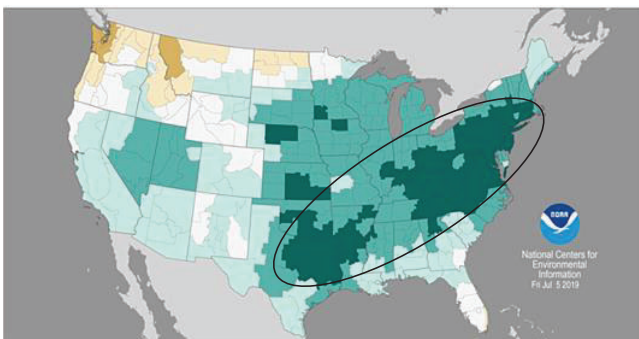 NOAA
National Centers for
Environmental
Information
Fri Jul 5 2019